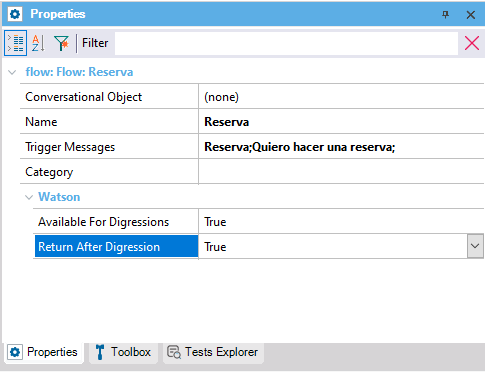 Properties
Filter
flow: Flow: Reserva
Conversational Object (none)
Name Reserva
Trigger Messages Reserva;Quiero hacer una reserva;
Category
Watson
Available For Digressions True
Return After Digression True
Properties Toolbox Tests Explorer